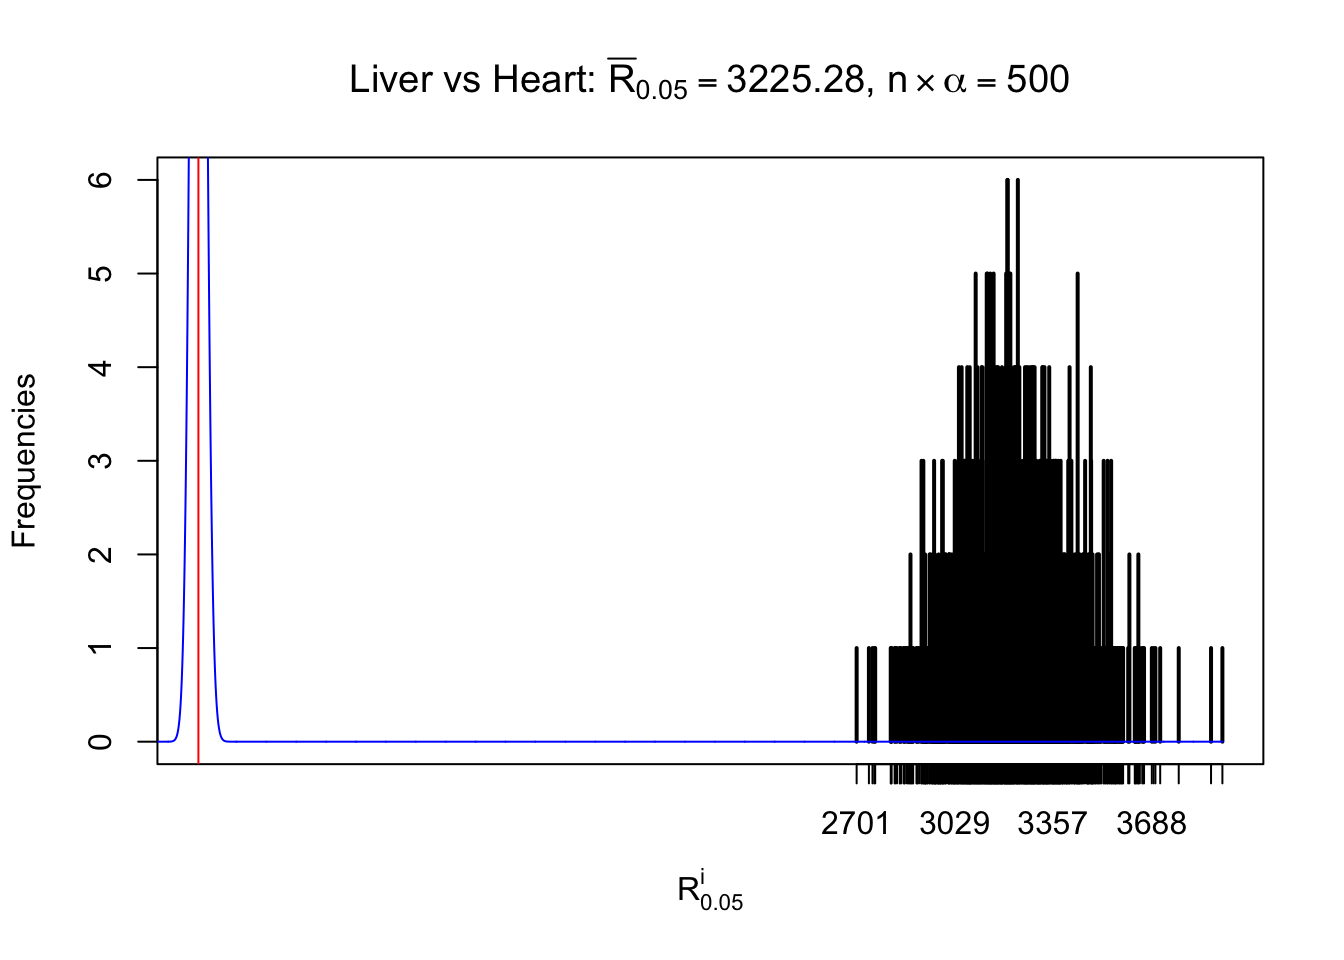 Liver vs Heart: R̅0.05 = 3225.28, n × α = 500
6
5
4
3
2
1
0
Frequencies
2701 3029 3357 3688
R^i_0.05